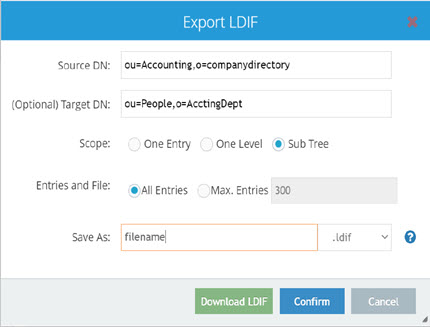 Export LDIF
Source DN: ou=Accounting,o=companydirectory
(Optional) Target DN: ou=People,o=AcctingDept
Scope: One Entry One Level Sub Tree
Entries and File: All Entries Max. Entries 300
Save As: filename .ldif ?
Download LDIF Confirm Cancel